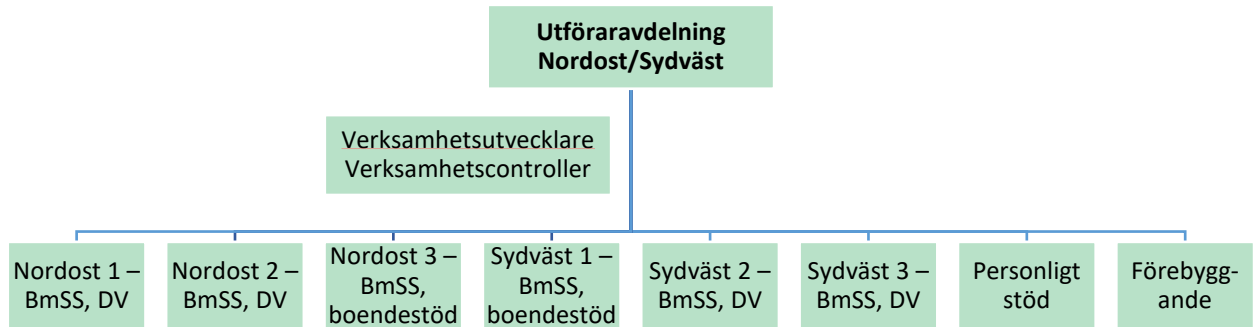 Utföraravdelning
Nordost/Sydväst
Verksamhetsutvecklare
Verksamhetscontroller
Nordost 1 –
BmSS, DV
Nordost 2 –
BmSS, DV
Nordost 3 –
BmSS,
boendestöd
Sydväst 1 –
BmSS,
boendestöd
Sydväst 2 –
BmSS, DV
Sydväst 3 –
BmSS, DV
Personligt
stöd
Förebygg-
ande